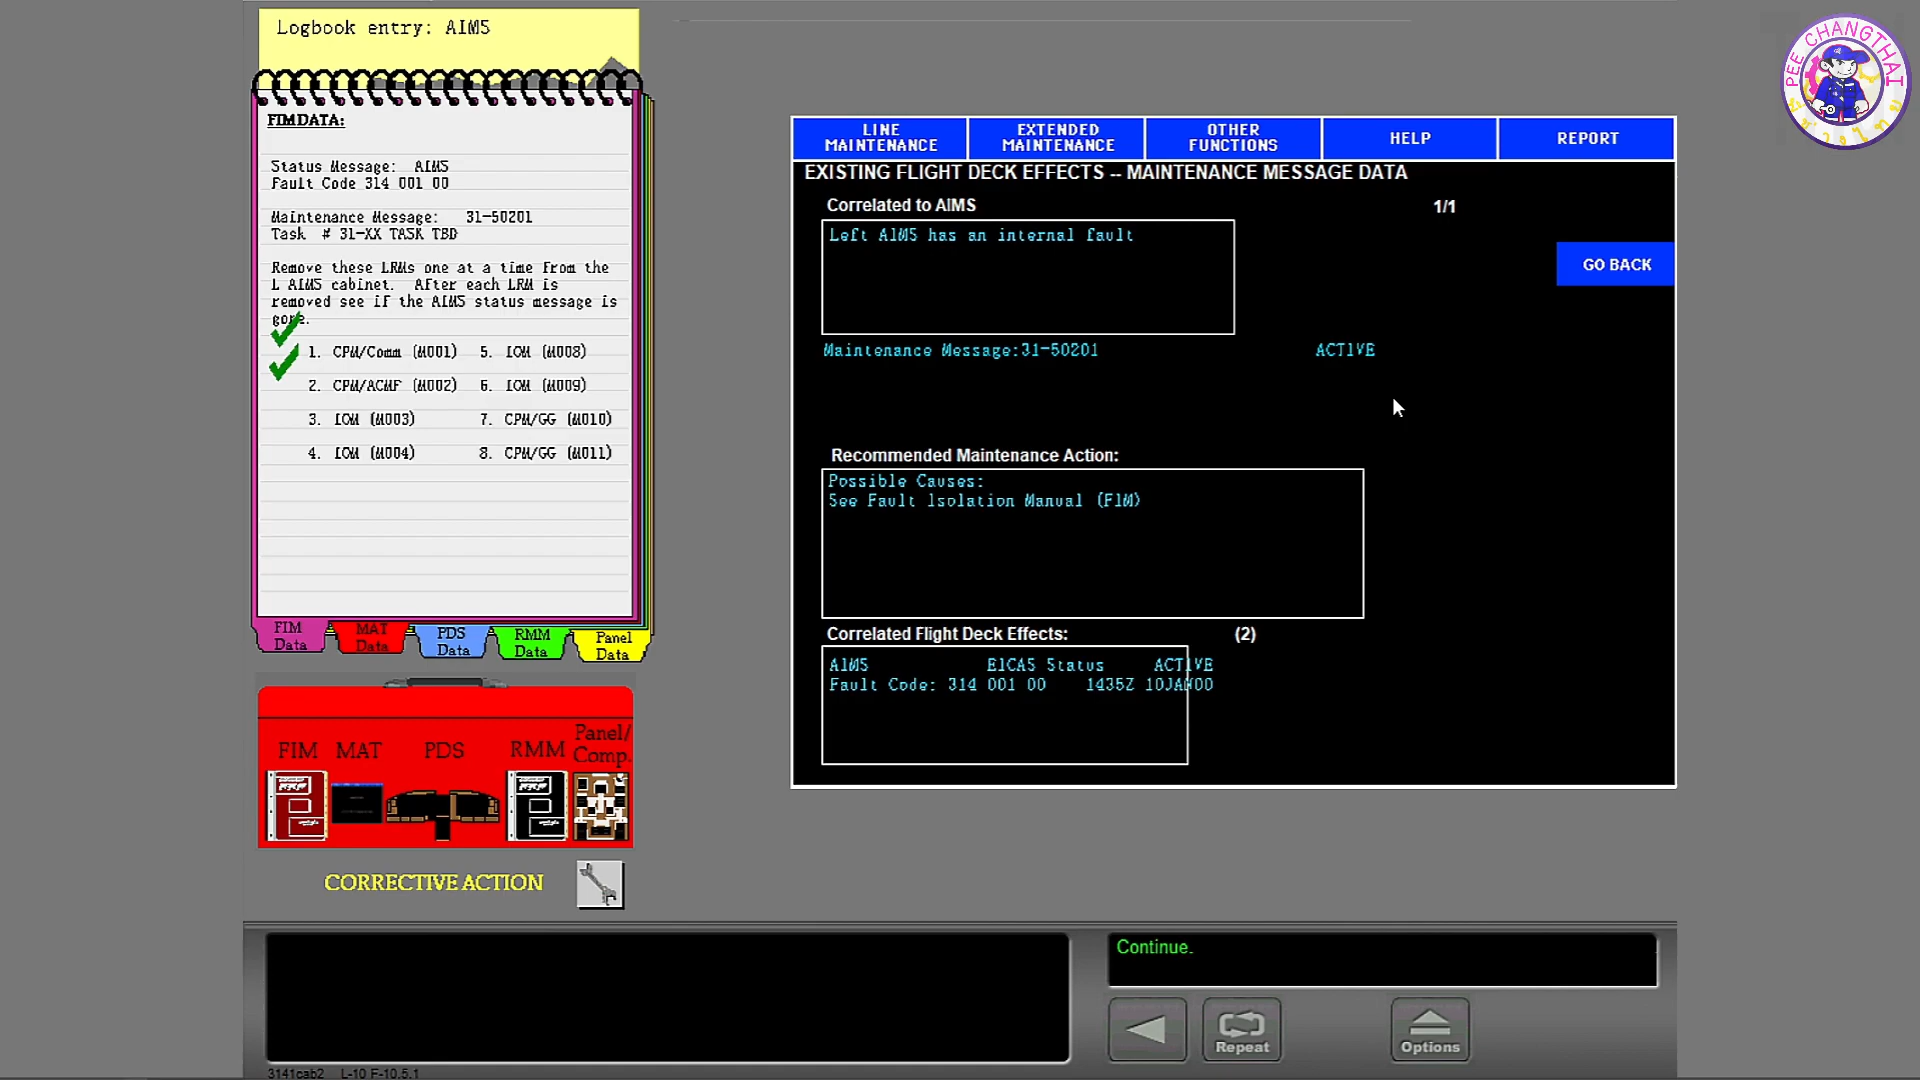 Logbook entry: AIMS
FIM DATA:
Status Message: AIMS
Fault Code 314 001 00
Maintenance Message: 31-50201
Task # 31-XX TASK TBD
Remove these LRMs one at a time from the
L AIMS cabinet. After each LRM is
removed see if the AIMS status message is
gone.
1. CPM/Comm (M001) 5. IOM (M008)
2. CPM/ACMF (M002) 6. IOM (M009)
3. IOM (M003) 7. CPM/GG (M010)
4. IOM (M004) 8. CPM/GG (M011)
FIM Data
MAT Data
PDS Data
RMM Data
Panel Data
FIM MAT PDS RMM Panel/
Comp.
CORRECTIVE ACTION
LINE MAINTENANCE
EXTENDED MAINTENANCE
OTHER FUNCTIONS
HELP
REPORT
EXISTING FLIGHT DECK EFFECTS -- MAINTENANCE MESSAGE DATA
Correlated to AIMS
1/1
Left AIMS has an internal fault
GO BACK
Maintenance Message:31-50201 ACTIVE
Recommended Maintenance Action:
Possible Causes:
See Fault Isolation Manual (FIM)
Correlated Flight Deck Effects: (2)
AIMS EICAS Status ACTIVE
Fault Code: 314 001 00 1435Z 10JAN00
Continue.
Repeat
Options
3141cab2 L-10 F-10.5.1
PEE CHANGTHAI